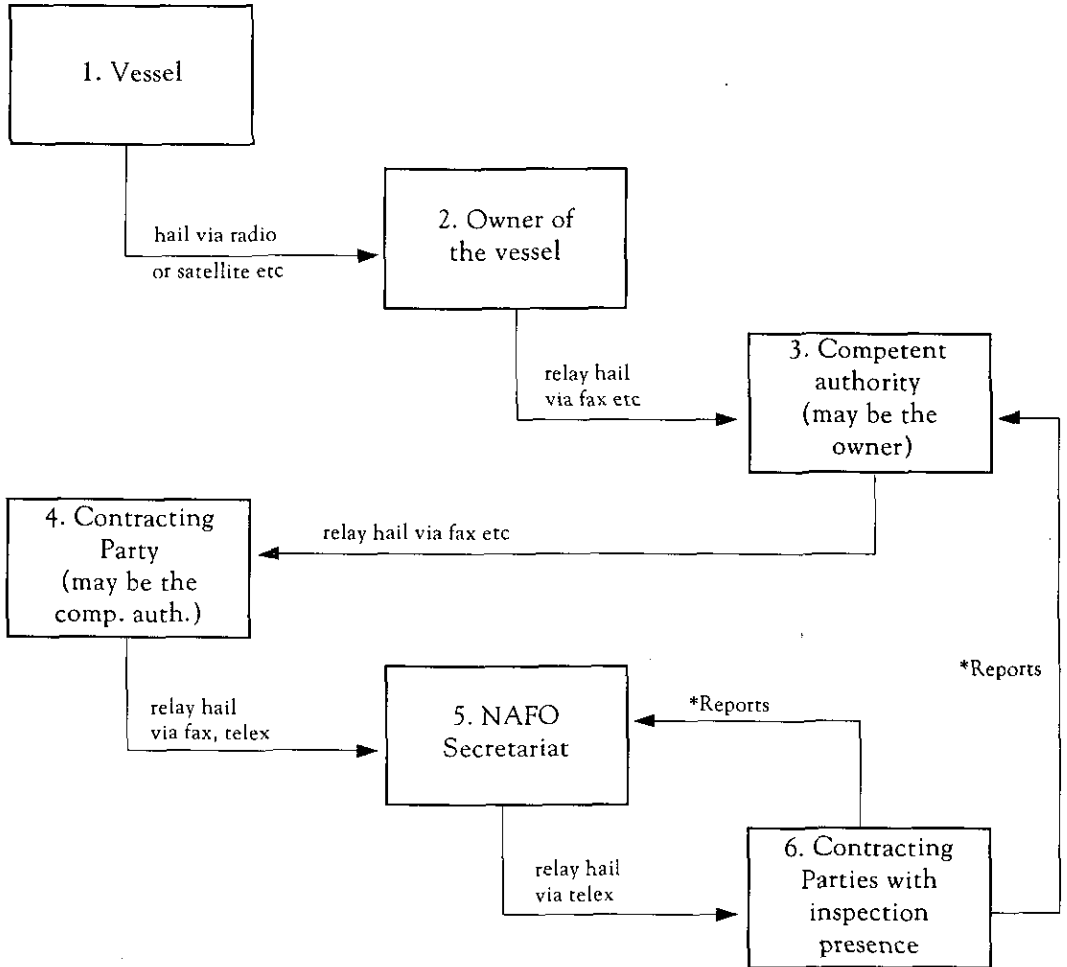 1. Vessel
hail via radio
or satellite etc
2. Owner of
the vessel
relay hail
via fax etc
3. Competent
authority
(may be the
owner)
relay hail via fax etc
4. Contracting
Party
(may be the
comp. auth.)
relay hail
via fax, telex
5. NAFO
Secretariat
*Reports
*Reports
relay hail
via telex
6. Contracting
Parties with
inspection
presence